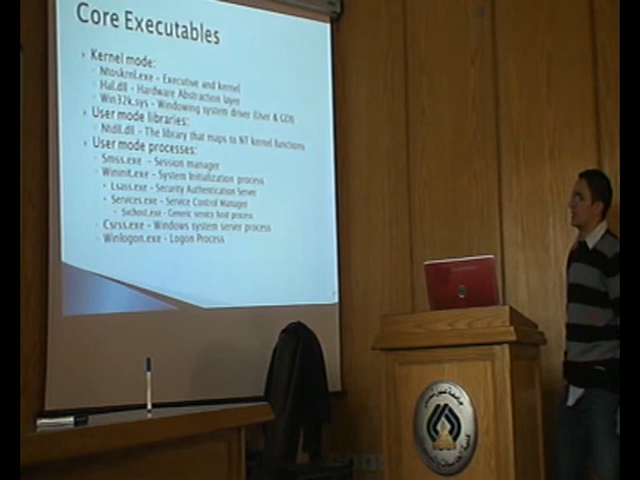 Core Executables
Kernel mode:
Ntoskrnl.exe – Executive and kernel
Hal.dll – Hardware Abstraction layer
Win32k.sys – Windowing system driver (User & GDI)
User mode libraries:
Ntdll.dll – The library that maps to NT kernel functions
User mode processes:
Smss.exe – Session manager
Wininit.exe – System Initialization process
Lsass.exe – Security Authentication Server
Services.exe – Service Control Manager
Svchost.exe – Generic service host process
Csrss.exe – Windows system server process
Winlogon.exe – Logon Process